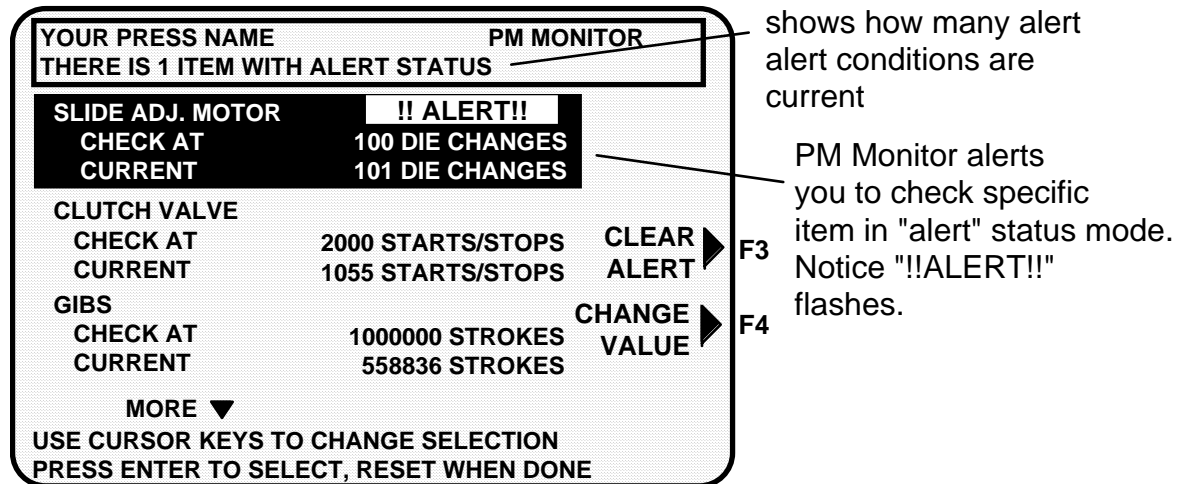 YOUR PRESS NAME PM MONITOR
THERE IS 1 ITEM WITH ALERT STATUS
SLIDE ADJ. MOTOR !! ALERT!!
CHECK AT 100 DIE CHANGES
CURRENT 101 DIE CHANGES
CLUTCH VALVE
CHECK AT 2000 STARTS/STOPS
CURRENT 1055 STARTS/STOPS
CLEAR
ALERT
F3
GIBS
CHECK AT 1000000 STROKES
CURRENT 558836 STROKES
CHANGE
VALUE
F4
MORE
USE CURSOR KEYS TO CHANGE SELECTION
PRESS ENTER TO SELECT, RESET WHEN DONE
shows how many alert
alert conditions are
current
PM Monitor alerts
you to check specific
item in "alert" status mode.
Notice "!!ALERT!!"
flashes.